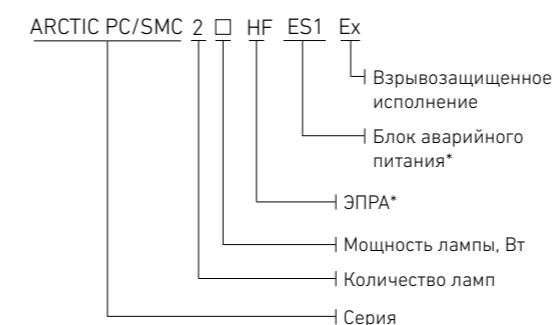 ARCTIC PC/SMC 2 □ HF ES1 Ex
Взрывозащищенное
исполнение
Блок аварийного
питания*
ЭПРА*
Мощность лампы, Вт
Количество ламп
Серия